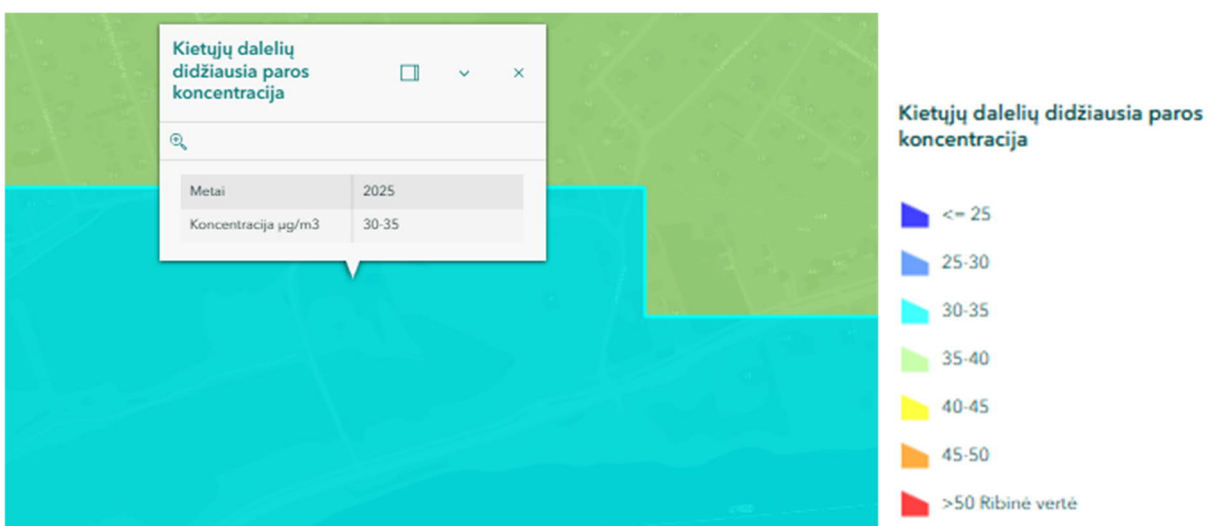 Kietųjų dalelių
didžiausia paros
koncentracija
Metai 2025
Koncentracija µg/m3 30-35
Kietųjų dalelių didžiausia paros
koncentracija
<= 25
25-30
30-35
35-40
40-45
45-50
>50 Ribinė vertė